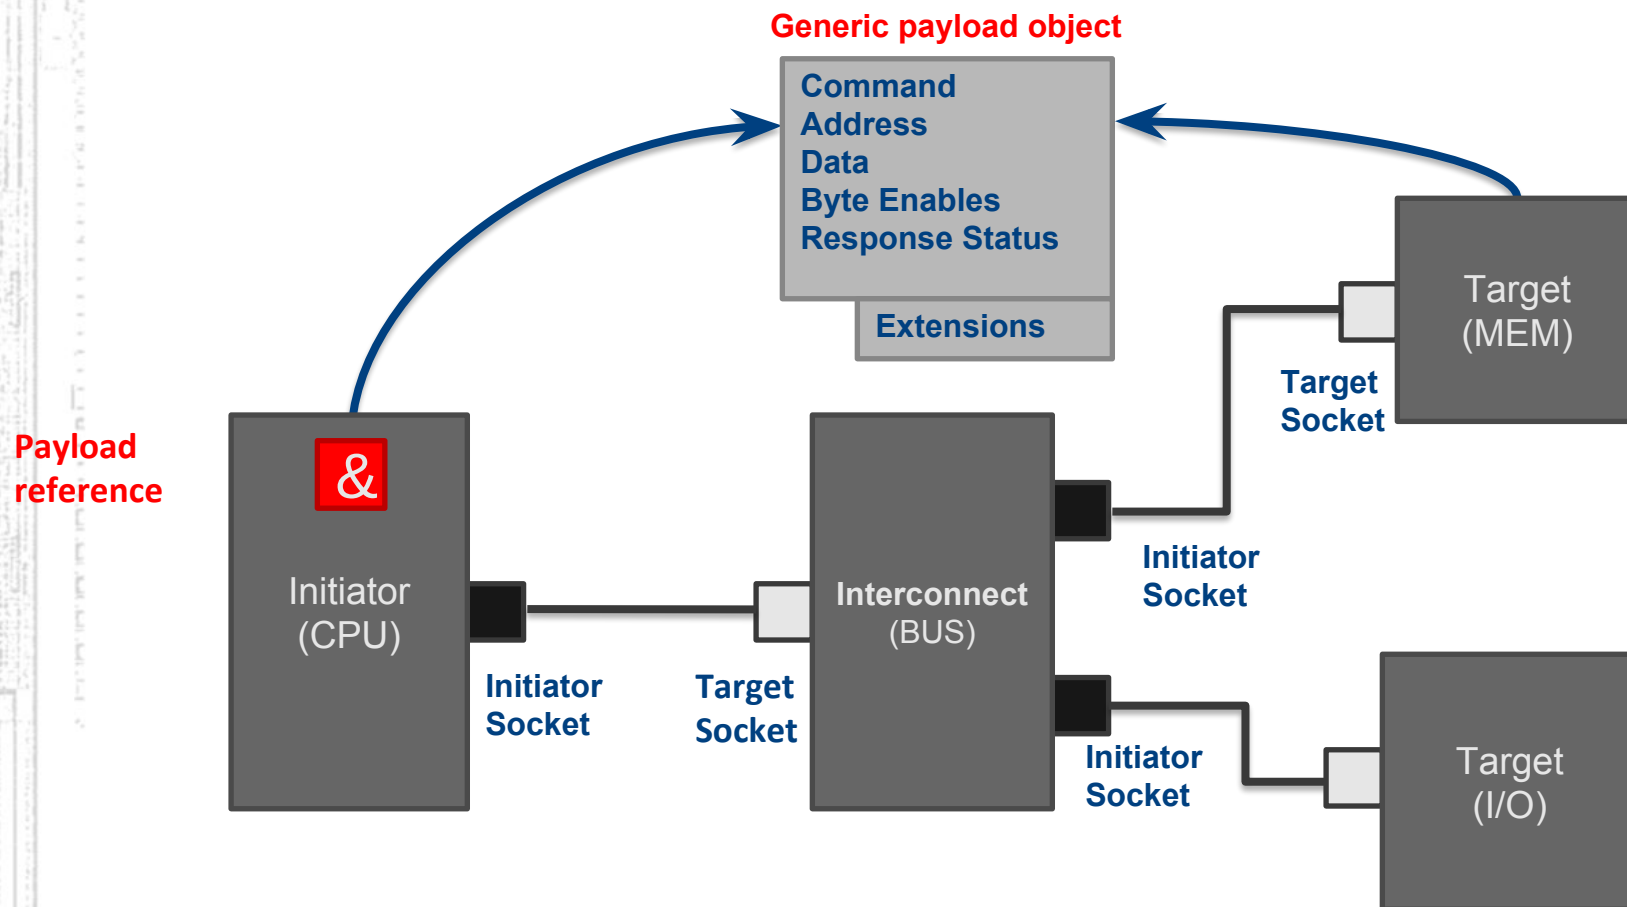 Generic payload object
Command
Address
Data
Byte Enables
Response Status
Extensions
Target
(MEM)
Target
Socket
Payload
reference
&
Initiator
(CPU)
Initiator
Socket
Target
Socket
Interconnect
(BUS)
Initiator
Socket
Initiator
Socket
Target
(I/O)